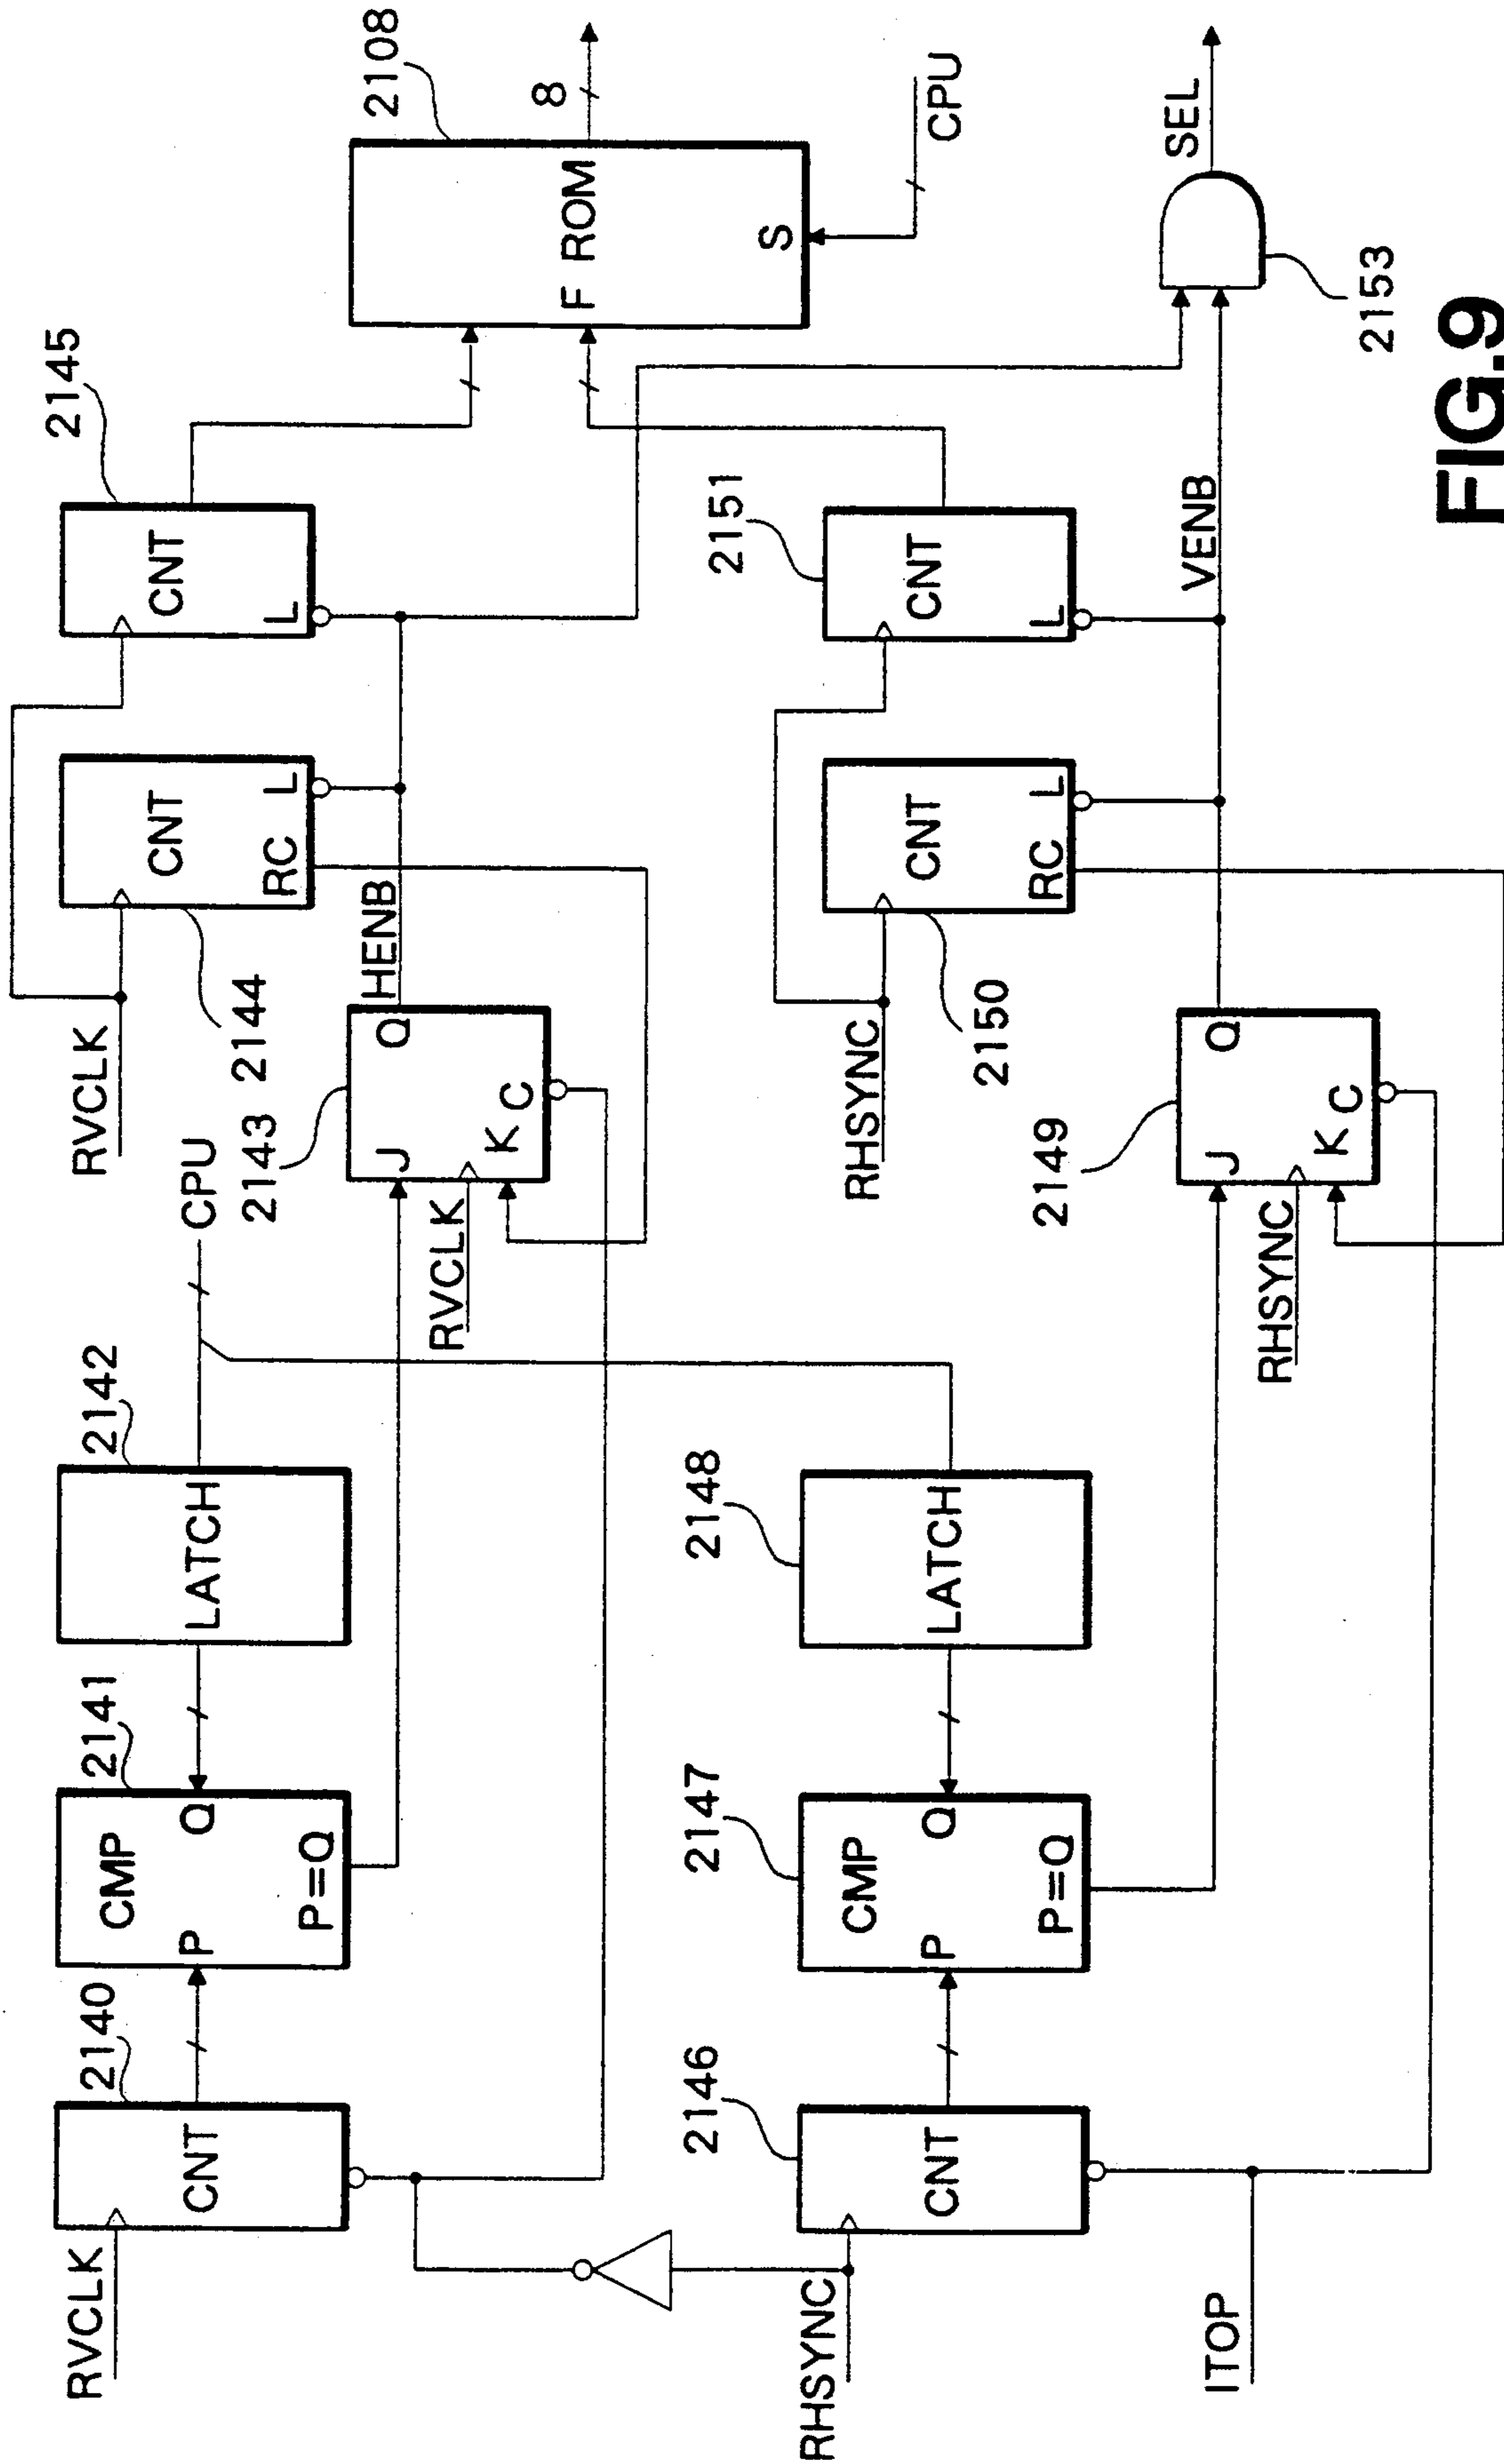 RVCLK
CNT
2140
P
CMP
Q
P=Q
2141
LATCH
2142
CPU
RVCLK
CNT
RC
L
2144
CNT
L
2145
J
Q
K
C
2143
RVCLK
HENB
F ROM
S
2108
8
CPU
RHSYNC
CNT
2146
P
CMP
Q
P=Q
2147
LATCH
2148
RHSYNC
CNT
RC
L
2150
CNT
L
2151
ITOP
J
Q
K
C
2149
RHSYNC
VENB
SEL
2153
FIG.9